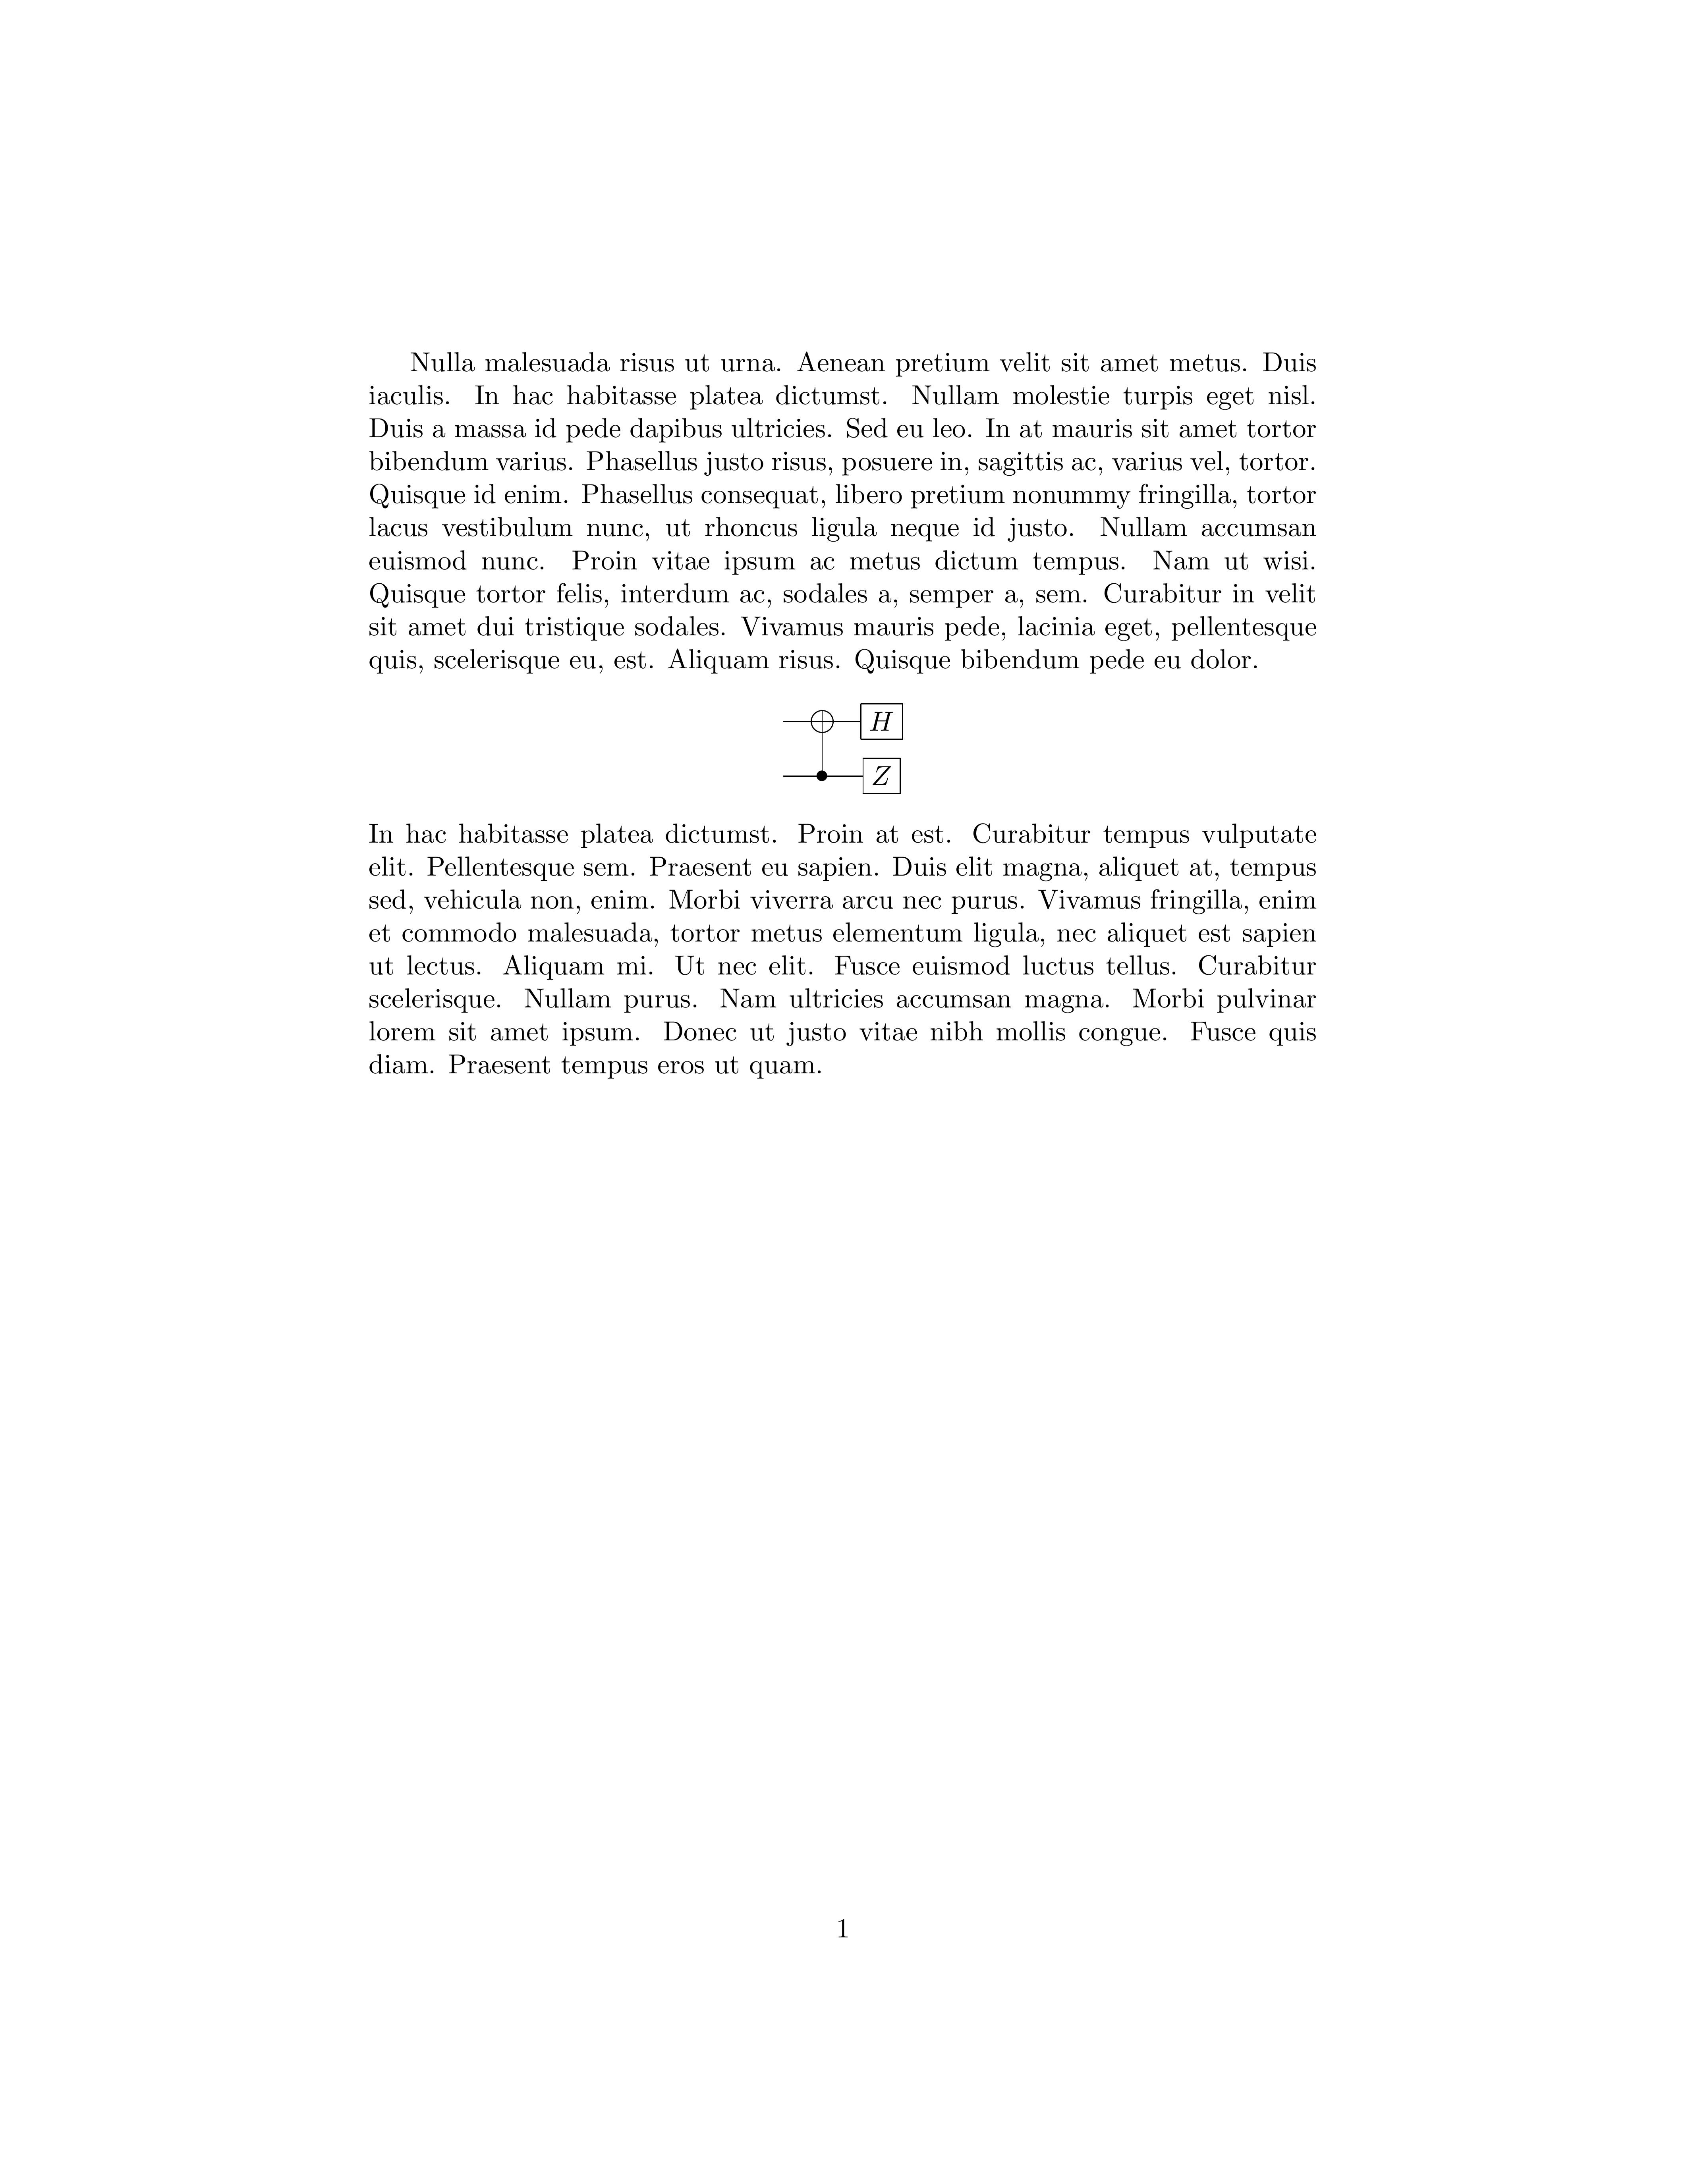 Nulla malesuada risus ut urna. Aenean pretium velit sit amet metus. Duis
iaculis. In hac habitasse platea dictumst. Nullam molestie turpis eget nisl.
Duis a massa id pede dapibus ultricies. Sed eu leo. In at mauris sit amet tortor
bibendum varius. Phasellus justo risus, posuere in, sagittis ac, varius vel, tortor.
Quisque id enim. Phasellus consequat, libero pretium nonummy fringilla, tortor
lacus vestibulum nunc, ut rhoncus ligula neque id justo. Nullam accumsan
euismod nunc. Proin vitae ipsum ac metus dictum tempus. Nam ut wisi.
Quisque tortor felis, interdum ac, sodales a, semper a, sem. Curabitur in velit
sit amet dui tristique sodales. Vivamus mauris pede, lacinia eget, pellentesque
quis, scelerisque eu, est. Aliquam risus. Quisque bibendum pede eu dolor.
H
Z
In hac habitasse platea dictumst. Proin at est. Curabitur tempus vulputate
elit. Pellentesque sem. Praesent eu sapien. Duis elit magna, aliquet at, tempus
sed, vehicula non, enim. Morbi viverra arcu nec purus. Vivamus fringilla, enim
et commodo malesuada, tortor metus elementum ligula, nec aliquet est sapien
ut lectus. Aliquam mi. Ut nec elit. Fusce euismod luctus tellus. Curabitur
scelerisque. Nullam purus. Nam ultricies accumsan magna. Morbi pulvinar
lorem sit amet ipsum. Donec ut justo vitae nibh mollis congue. Fusce quis
diam. Praesent tempus eros ut quam.
1